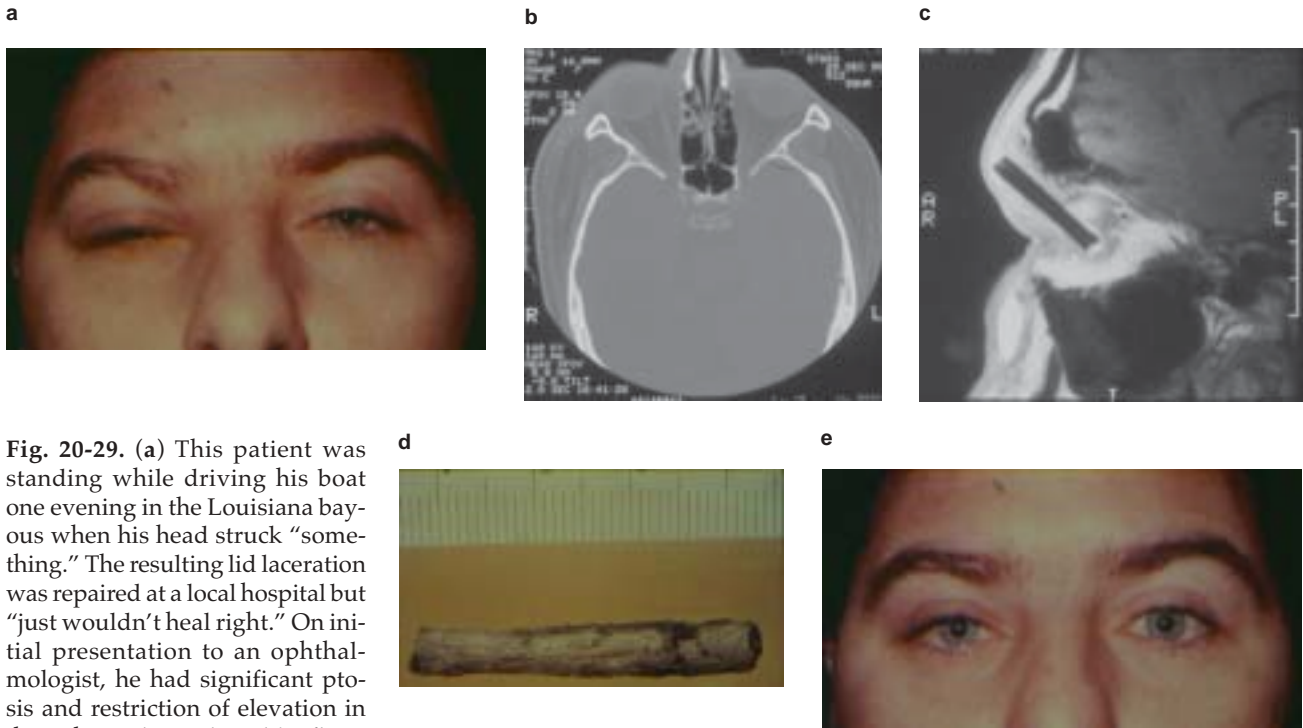 a
b
c
R
L
A
R
P
L
Fig. 20-29. (a) This patient was
standing while driving his boat
one evening in the Louisiana bay-
ous when his head struck “some-
thing.” The resulting lid laceration
was repaired at a local hospital but
“just wouldn’t heal right.” On ini-
tial presentation to an ophthal-
mologist, he had significant pto-
sis and restriction of elevation in
d
e